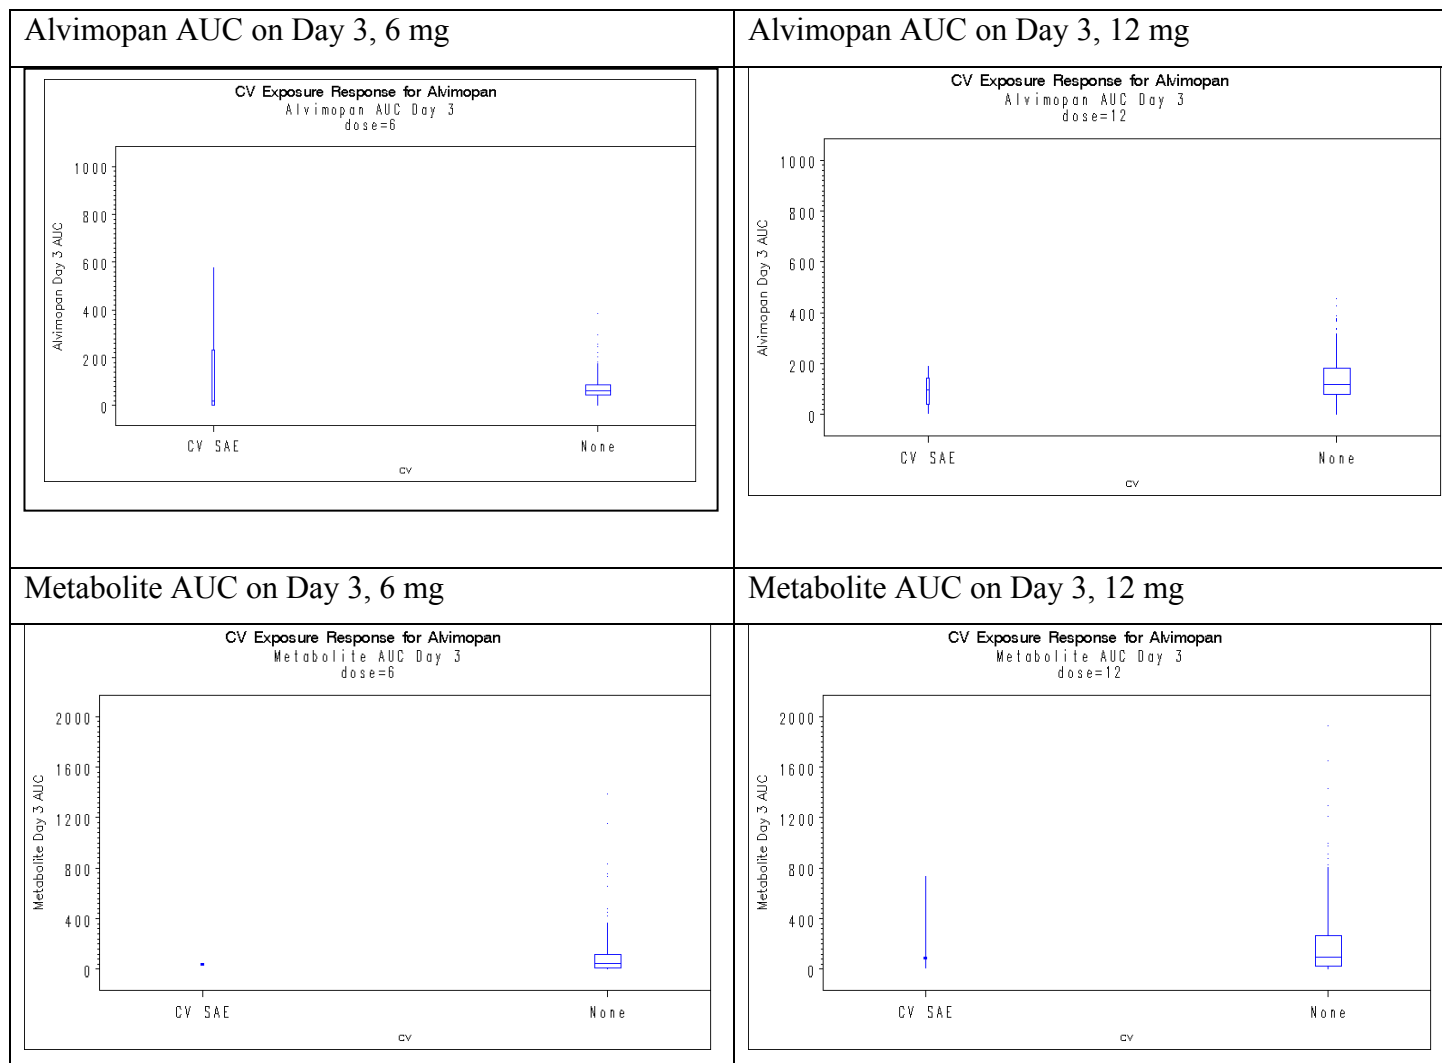 Alvimopan AUC on Day 3, 6 mg
Alvimopan AUC on Day 3, 12 mg
CV Exposure Response for Alvimopan
Alvimopan AUC Day 3
dose=6
Alvimopan Day 3 AUC
1000
800
600
400
200
0
CV SAE
None
CV
CV Exposure Response for Alvimopan
Alvimopan AUC Day 3
dose=12
Alvimopan Day 3 AUC
1000
800
600
400
200
0
CV SAE
None
CV
Metabolite AUC on Day 3, 6 mg
Metabolite AUC on Day 3, 12 mg
CV Exposure Response for Alvimopan
Metabolite AUC Day 3
dose=6
Metabolite Day 3 AUC
2000
1600
1200
800
400
0
CV SAE
None
CV
CV Exposure Response for Alvimopan
Metabolite AUC Day 3
dose=12
Metabolite Day 3 AUC
2000
1600
1200
800
400
0
CV SAE
None
CV